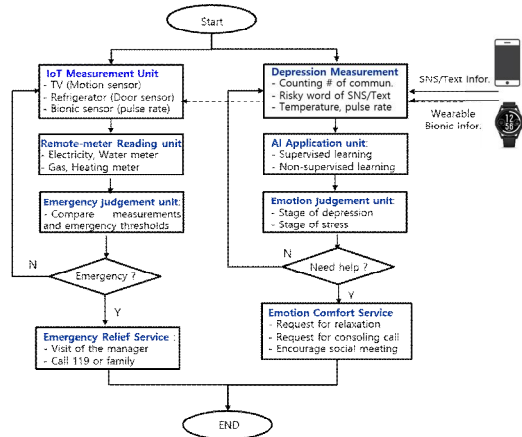 Start
IoT Measurement Unit
- TV (Motion sensor)
- Refrigerator (Door sensor)
- Bionic sensor (pulse rate)
Depression Measurement
- Counting # of commun.
- Risky word of SNS/Text
- Temperature, pulse rate
SNS/Text Infor.
Wearable
Bionic infor.
12
58
Remote-meter Reading unit:
- Electricity, Water meter
- Gas, Heating meter
AI Application unit:
- Supervised learning
- Non-supervised learning
Emergency Judgement unit:
- Compare measurements
and emergency thresholds
Emotion Judgement unit:
- Stage of depression
- Stage of stress
N
Emergency ?
Y
N
Need help ?
Y
Emergency Relief Service :
- Visit of the manager
- Call 119 or family
Emotion Comfort Service
- Request for relaxation
- Request for consoling call
- Encourage social meeting
END